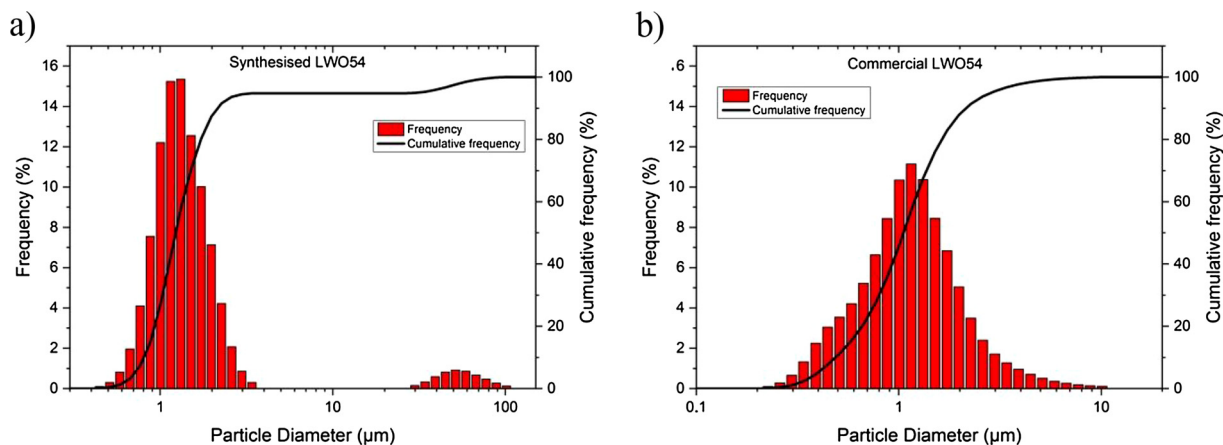 a)
Synthesised LWO54
Frequency
Cumulative frequency
Frequency (%)
16
14
12
10
8
6
4
2
0
100
80
60
40
20
0
Cumulative frequency (%)
1
10
100
Particle Diameter (µm)
b)
Commercial LWO54
Frequency
Cumulative frequency
Frequency (%)
.6
14
12
10
8
6
4
2
0
100
80
60
40
20
0
Cumulative frequency (%)
0.1
1
10
Particle Diameter (µm)